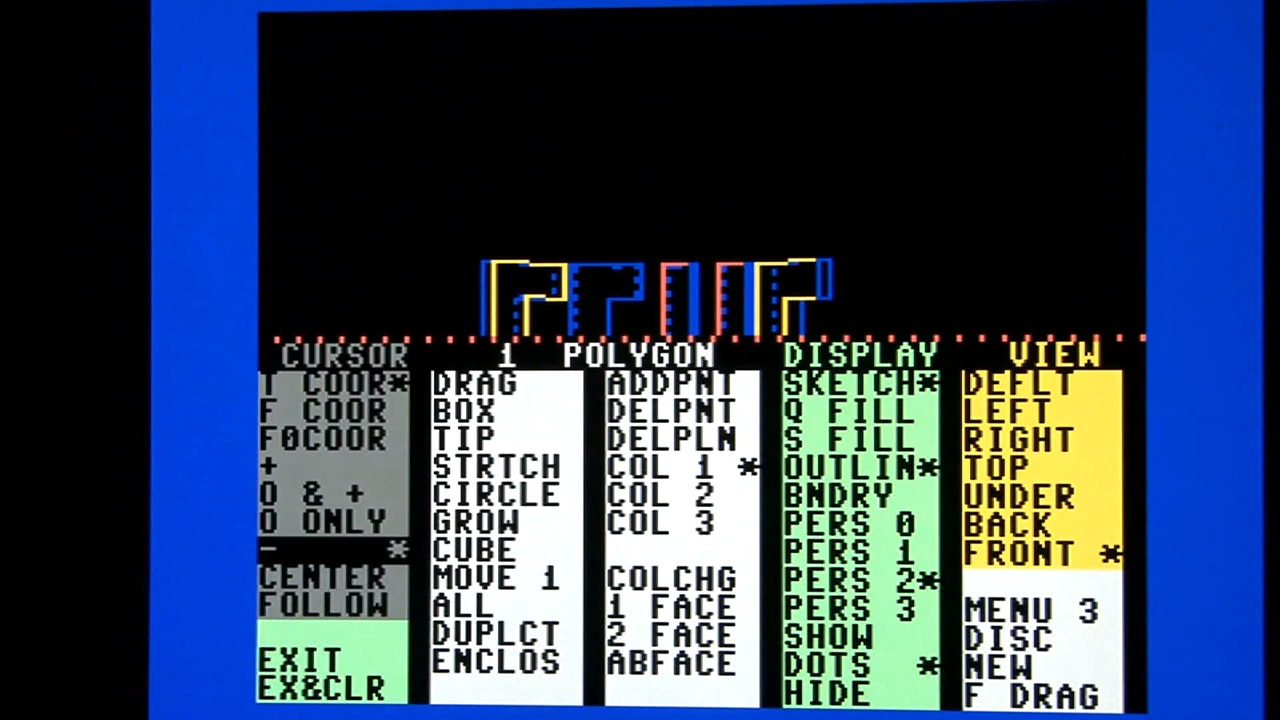 CURSOR 1 POLYGON DISPLAY VIEW
T COOR* DRAG ADDPNT SKETCH* DEFLT
F COOR BOX DELPNT Q FILL LEFT
F0COOR TIP DELPLN S FILL RIGHT
+ STRTCH COL 1 * OUTLIN* TOP
O & + CIRCLE COL 2 BNDRY UNDER
O ONLY GROW COL 3 PERS 0 BACK
- * CUBE PERS 1 FRONT *
CENTER MOVE 1 COLCHG PERS 2*
FOLLOW ALL 1 FACE PERS 3 MENU 3
DUPLCT 2 FACE SHOW DISC
EXIT ENCLOS ABFACE DOTS * NEW
EX&CLR HIDE F DRAG